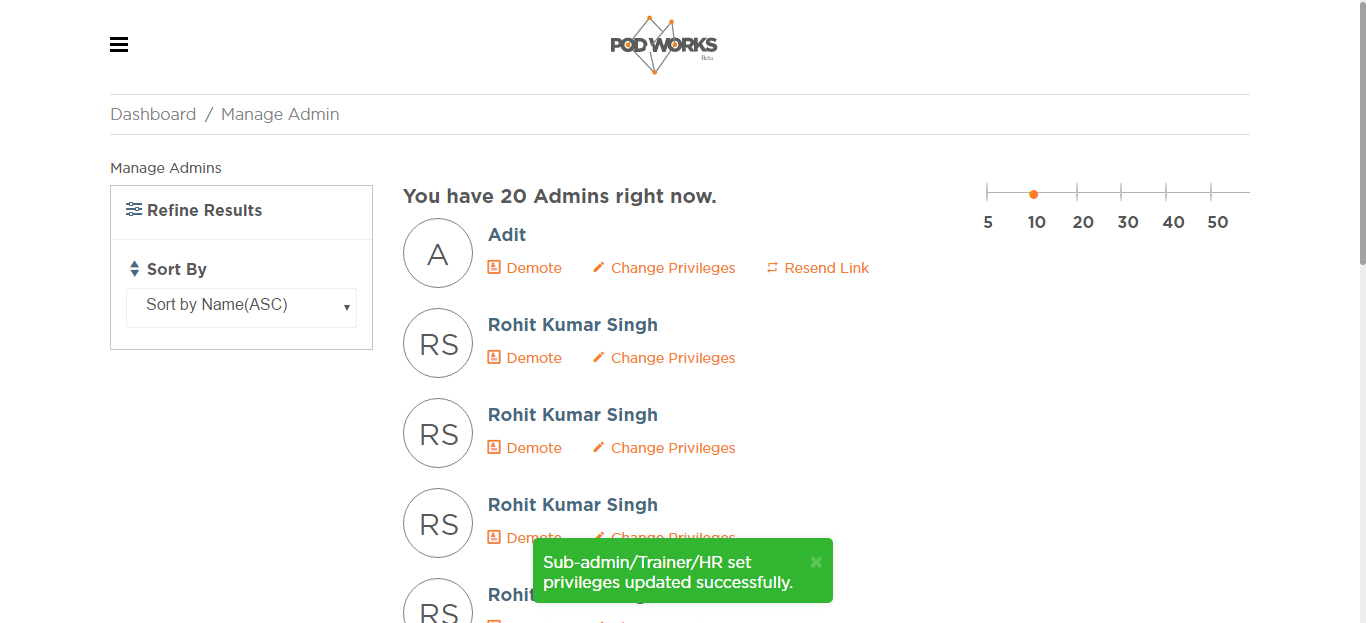 POD WORKS
Beta
Dashboard / Manage Admin
Manage Admins
Refine Results
Sort By
Sort by Name(ASC)
You have 20 Admins right now.
5 10 20 30 40 50
A
Adit
Demote Change Privileges Resend Link
RS
Rohit Kumar Singh
Demote Change Privileges
RS
Rohit Kumar Singh
Demote Change Privileges
RS
Rohit Kumar Singh
Demote Change Privileges
RS
Sub-admin/Trainer/HR set
privileges updated successfully.